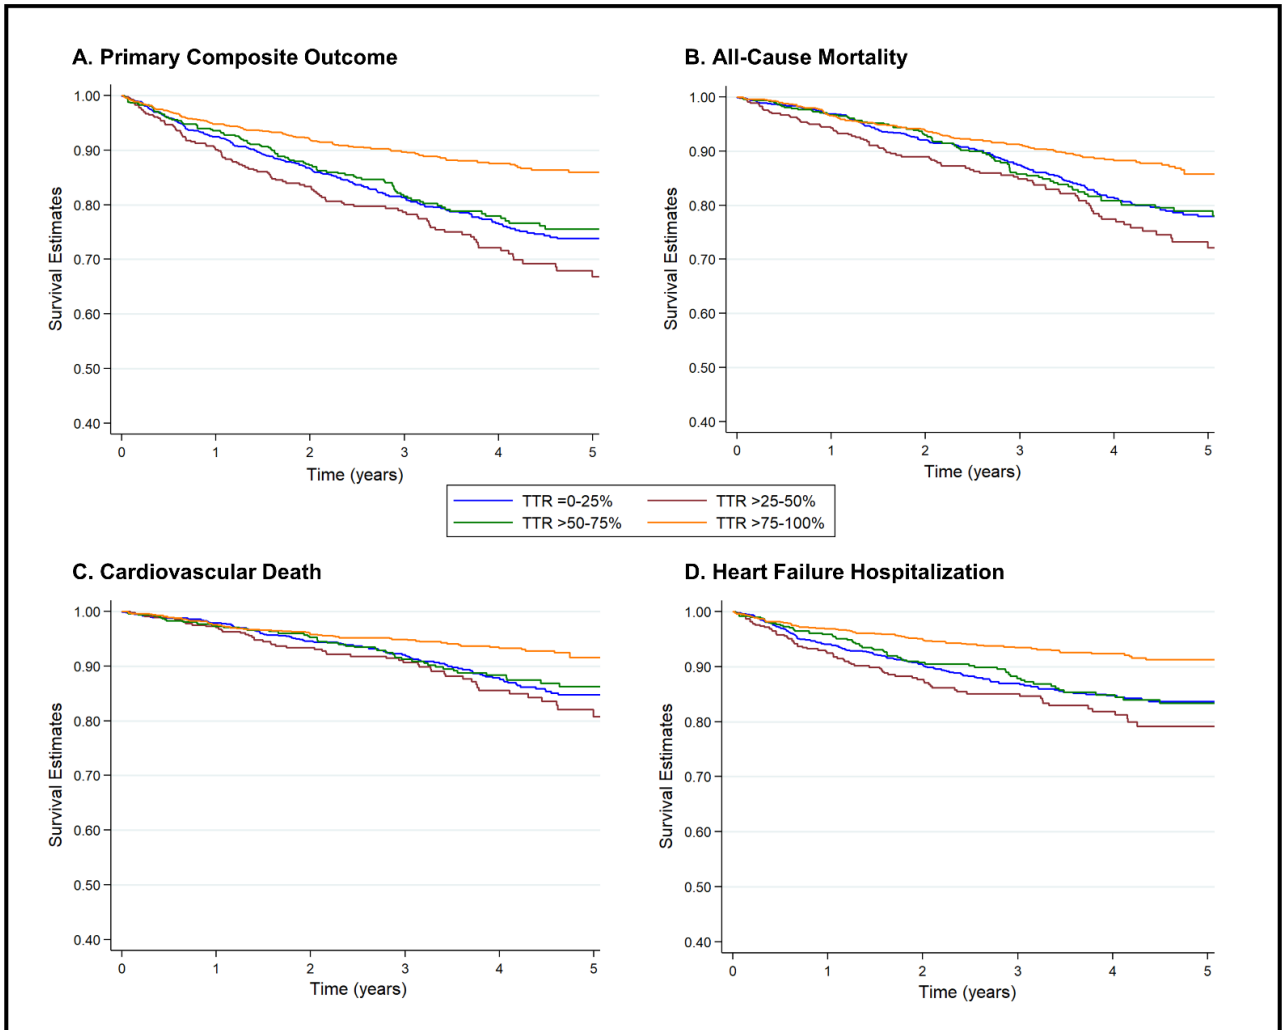 A. Primary Composite Outcome
1.00
0.90
0.80
0.70
0.60
0.50
0.40
Survival Estimates
0 1 2 3 4 5
Time (years)
B. All-Cause Mortality
1.00
0.90
0.80
0.70
0.60
0.50
0.40
Survival Estimates
0 1 2 3 4 5
Time (years)
TTR =0-25% TTR >25-50%
TTR >50-75% TTR >75-100%
C. Cardiovascular Death
1.00
0.90
0.80
0.70
0.60
0.50
0.40
Survival Estimates
0 1 2 3 4 5
Time (years)
D. Heart Failure Hospitalization
1.00
0.90
0.80
0.70
0.60
0.50
0.40
Survival Estimates
0 1 2 3 4 5
Time (years)